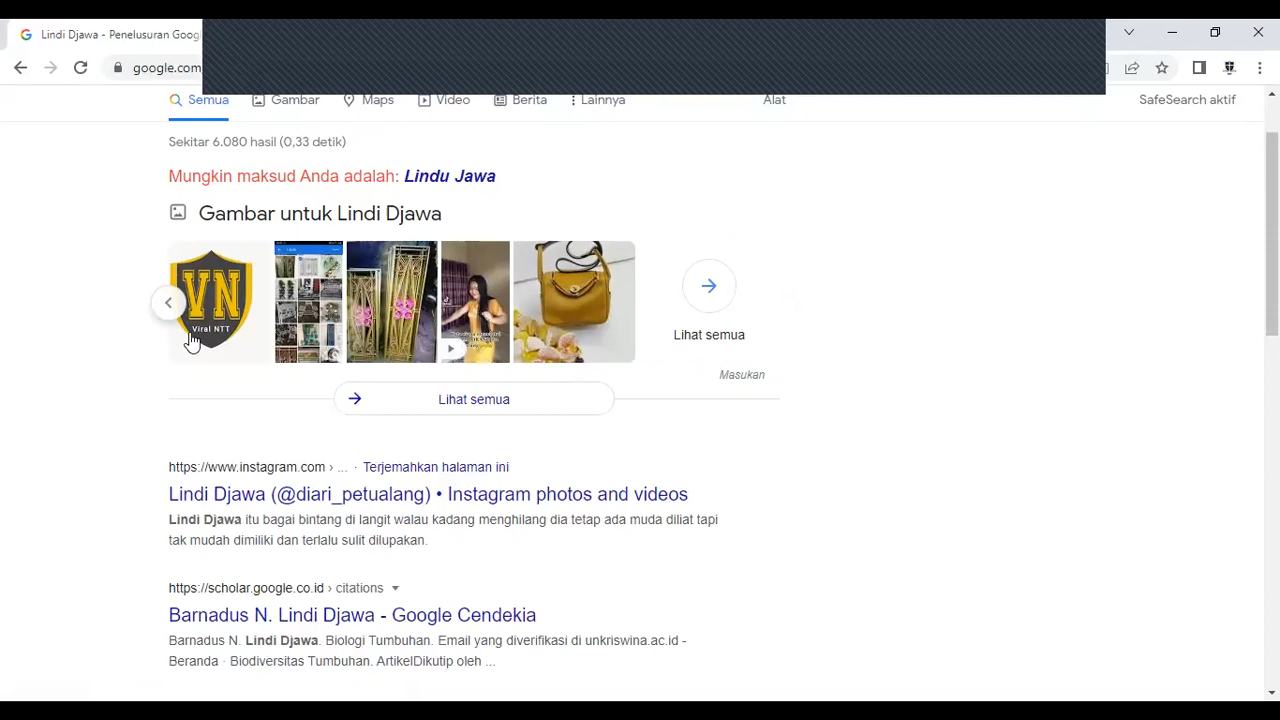 Lindi Djawa - Penelusuran Goog
google.com
Semua
Gambar
Maps
Video
Berita
Lainnya
Alat
SafeSearch aktif
Sekitar 6.080 hasil (0,33 detik)
Mungkin maksud Anda adalah: Lindu Jawa
Gambar untuk Lindi Djawa
VN
Viral NTT
Lihat semua
Masukan
Lihat semua
https://www.instagram.com › ... · Terjemahkan halaman ini
Lindi Djawa (@diari_petualang) • Instagram photos and videos
Lindi Djawa itu bagai bintang di langit walau kadang menghilang dia tetap ada muda diliat tapi
tak mudah dimiliki dan terlalu sulit dilupakan.
https://scholar.google.co.id › citations
Barnadus N. Lindi Djawa - Google Cendekia
Barnadus N. Lindi Djawa. Biologi Tumbuhan. Email yang diverifikasi di unkriswina.ac.id -
Beranda · Biodiversitas Tumbuhan. ArtikelDikutip oleh ...